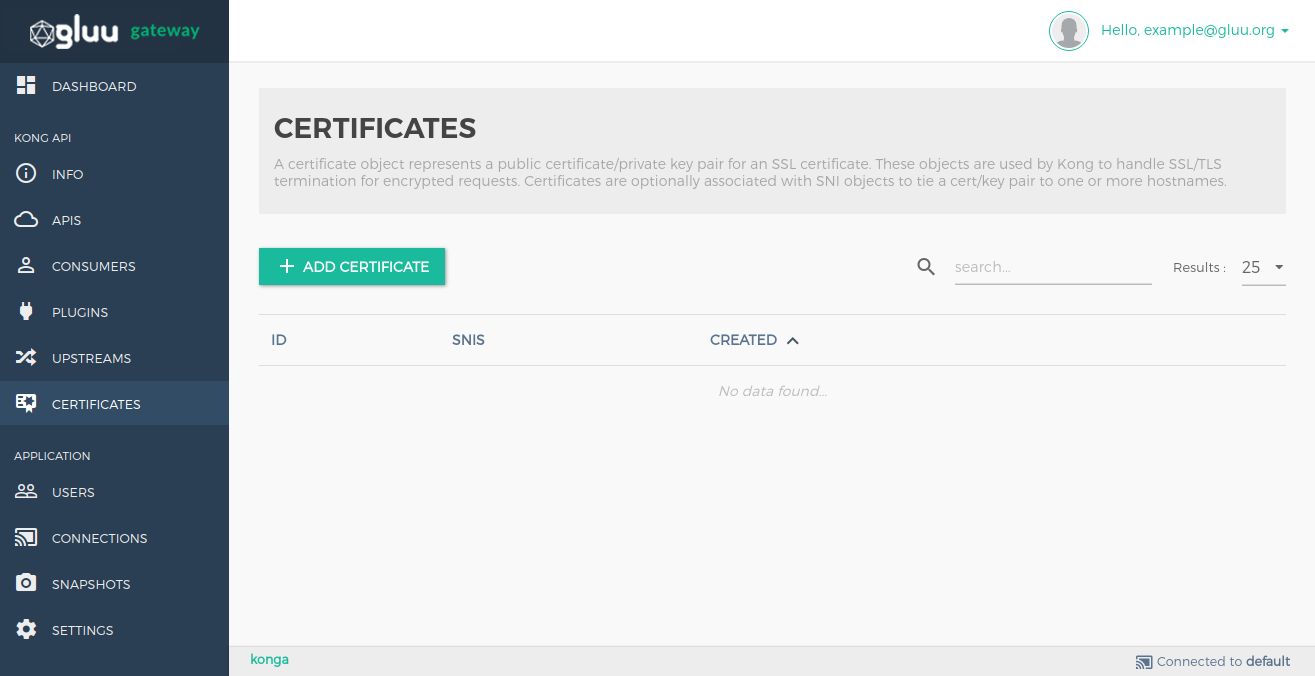 gluu gateway
Hello, example@gluu.org
DASHBOARD
KONG API
INFO
APIS
CONSUMERS
PLUGINS
UPSTREAMS
CERTIFICATES
APPLICATION
USERS
CONNECTIONS
SNAPSHOTS
SETTINGS
CERTIFICATES
A certificate object represents a public certificate/private key pair for an SSL certificate. These objects are used by Kong to handle SSL/TLS
termination for encrypted requests. Certificates are optionally associated with SNI objects to tie a cert/key pair to one or more hostnames.
+ ADD CERTIFICATE
search...
Results : 25
ID SNIS CREATED
No data found...
konga
Connected to default